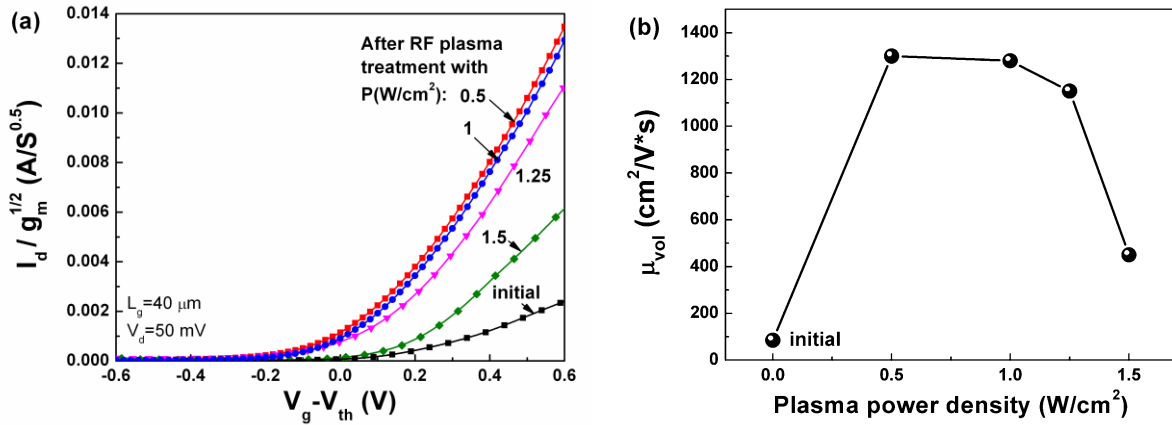 (a)
0.014
0.012
0.010
0.008
0.006
0.004
0.002
0.000
I_d / g_m^{1/2} (A/S^{0.5})
After RF plasma
treatment with
P(W/cm²): 0.5
1
1.25
1.5
initial
L_g=40 μm
V_d=50 mV
-0.6 -0.4 -0.2 0.0 0.2 0.4 0.6
V_g-V_th (V)
(b)
1400
1200
1000
800
600
400
200
0
μ_vol (cm²/V*s)
initial
0.0 0.5 1.0 1.5
Plasma power density (W/cm²)